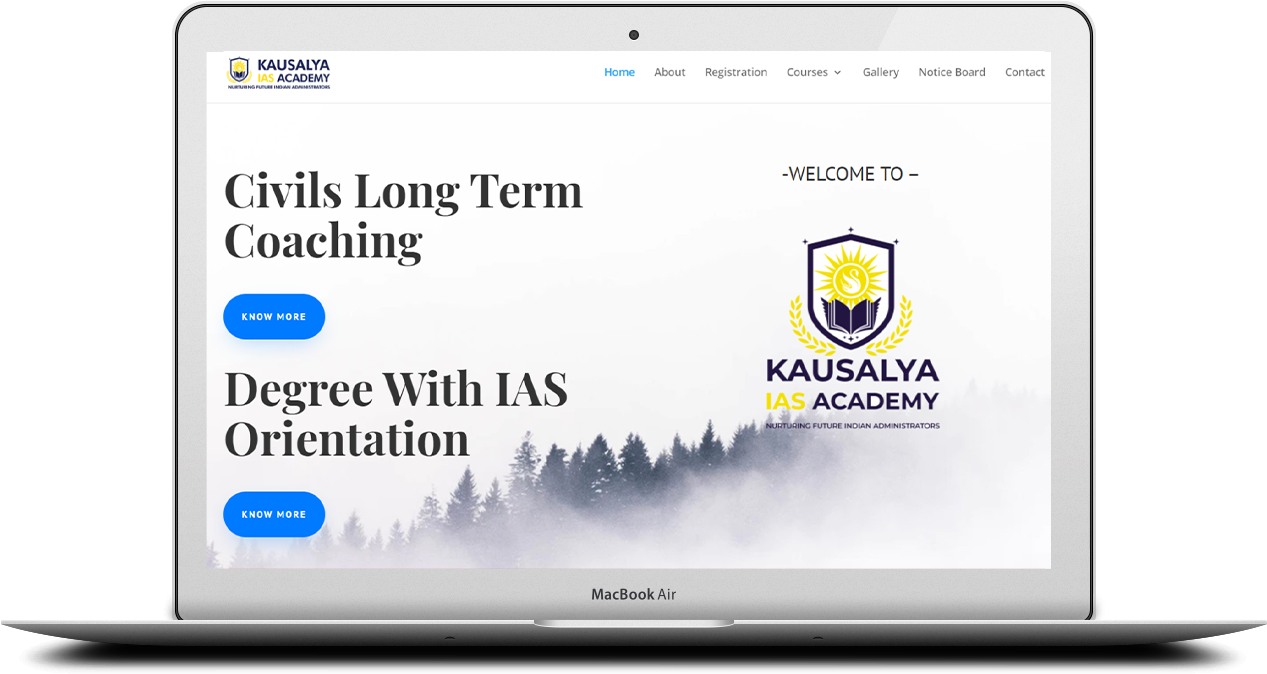 KAUSALYA
IAS ACADEMY
NURTURING FUTURE INDIAN ADMINISTRATORS
Home About Registration Courses Gallery Notice Board Contact
Civils Long Term
Coaching
KNOW MORE
Degree With IAS
Orientation
KNOW MORE
-WELCOME TO –
KAUSALYA
IAS ACADEMY
NURTURING FUTURE INDIAN ADMINISTRATORS
MacBook Air